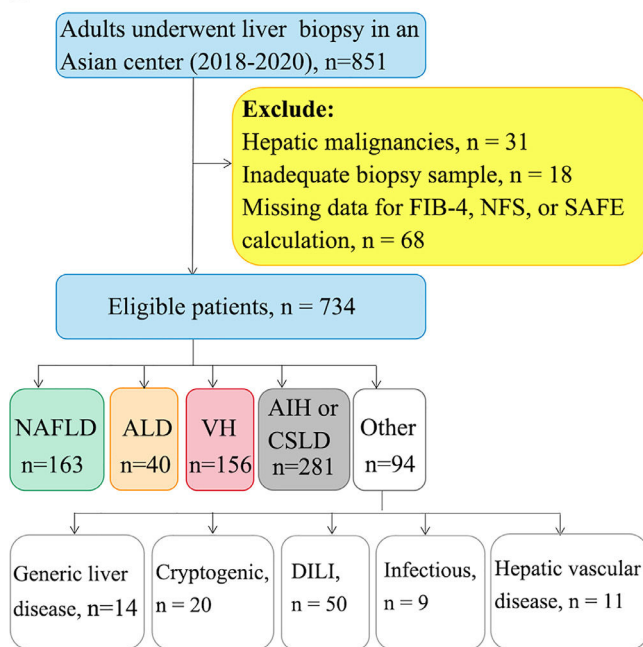 Adults underwent liver biopsy in an
Asian center (2018-2020), n=851
Exclude:
Hepatic malignancies, n = 31
Inadequate biopsy sample, n = 18
Missing data for FIB-4, NFS, or SAFE
calculation, n = 68
Eligible patients, n = 734
NAFLD
n=163
ALD
n=40
VH
n=156
AIH or
CSLD
n=281
Other
n=94
Generic liver
disease, n=14
Cryptogenic,
n = 20
DILI,
n = 50
Infectious,
n = 9
Hepatic vascular
disease, n = 11